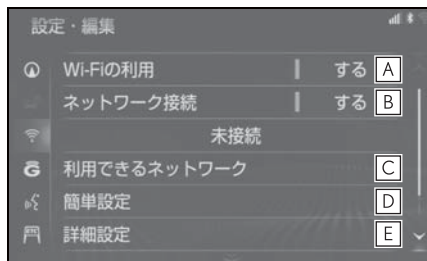 設定・編集
Wi-Fiの利用 する A
ネットワーク接続 する B
未接続
利用できるネットワーク C
簡単設定 D
詳細設定 E